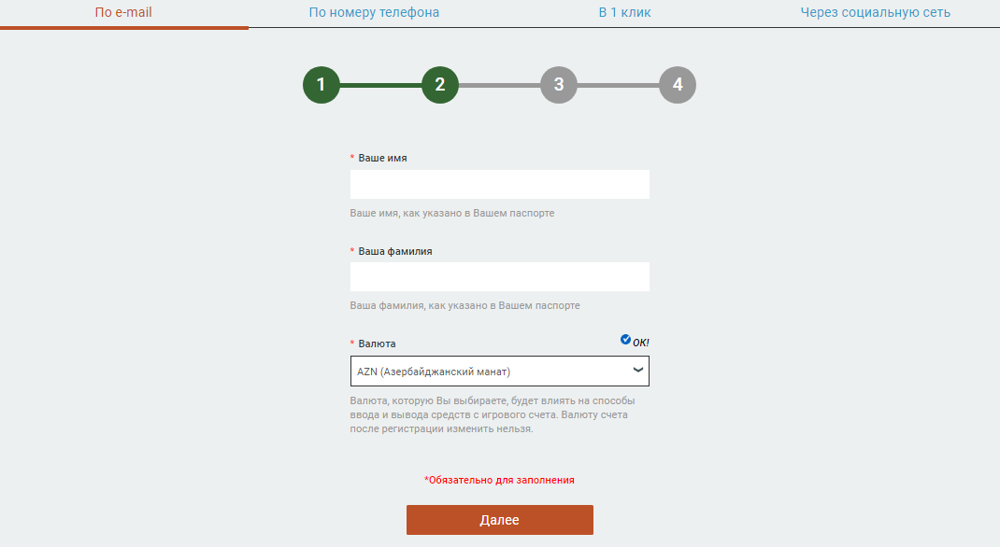 По e-mail
По номеру телефона
В 1 клик
Через социальную сеть
1
2
3
4
* Ваше имя
Ваше имя, как указано в Вашем паспорте
* Ваша фамилия
Ваша фамилия, как указано в Вашем паспорте
* Валюта
OK!
AZN (Азербайджанский манат)
Валюта, которую Вы выбираете, будет влиять на способы
ввода и вывода средств с игрового счета. Валюту счета
после регистрации изменить нельзя.
*Обязательно для заполнения
Далее